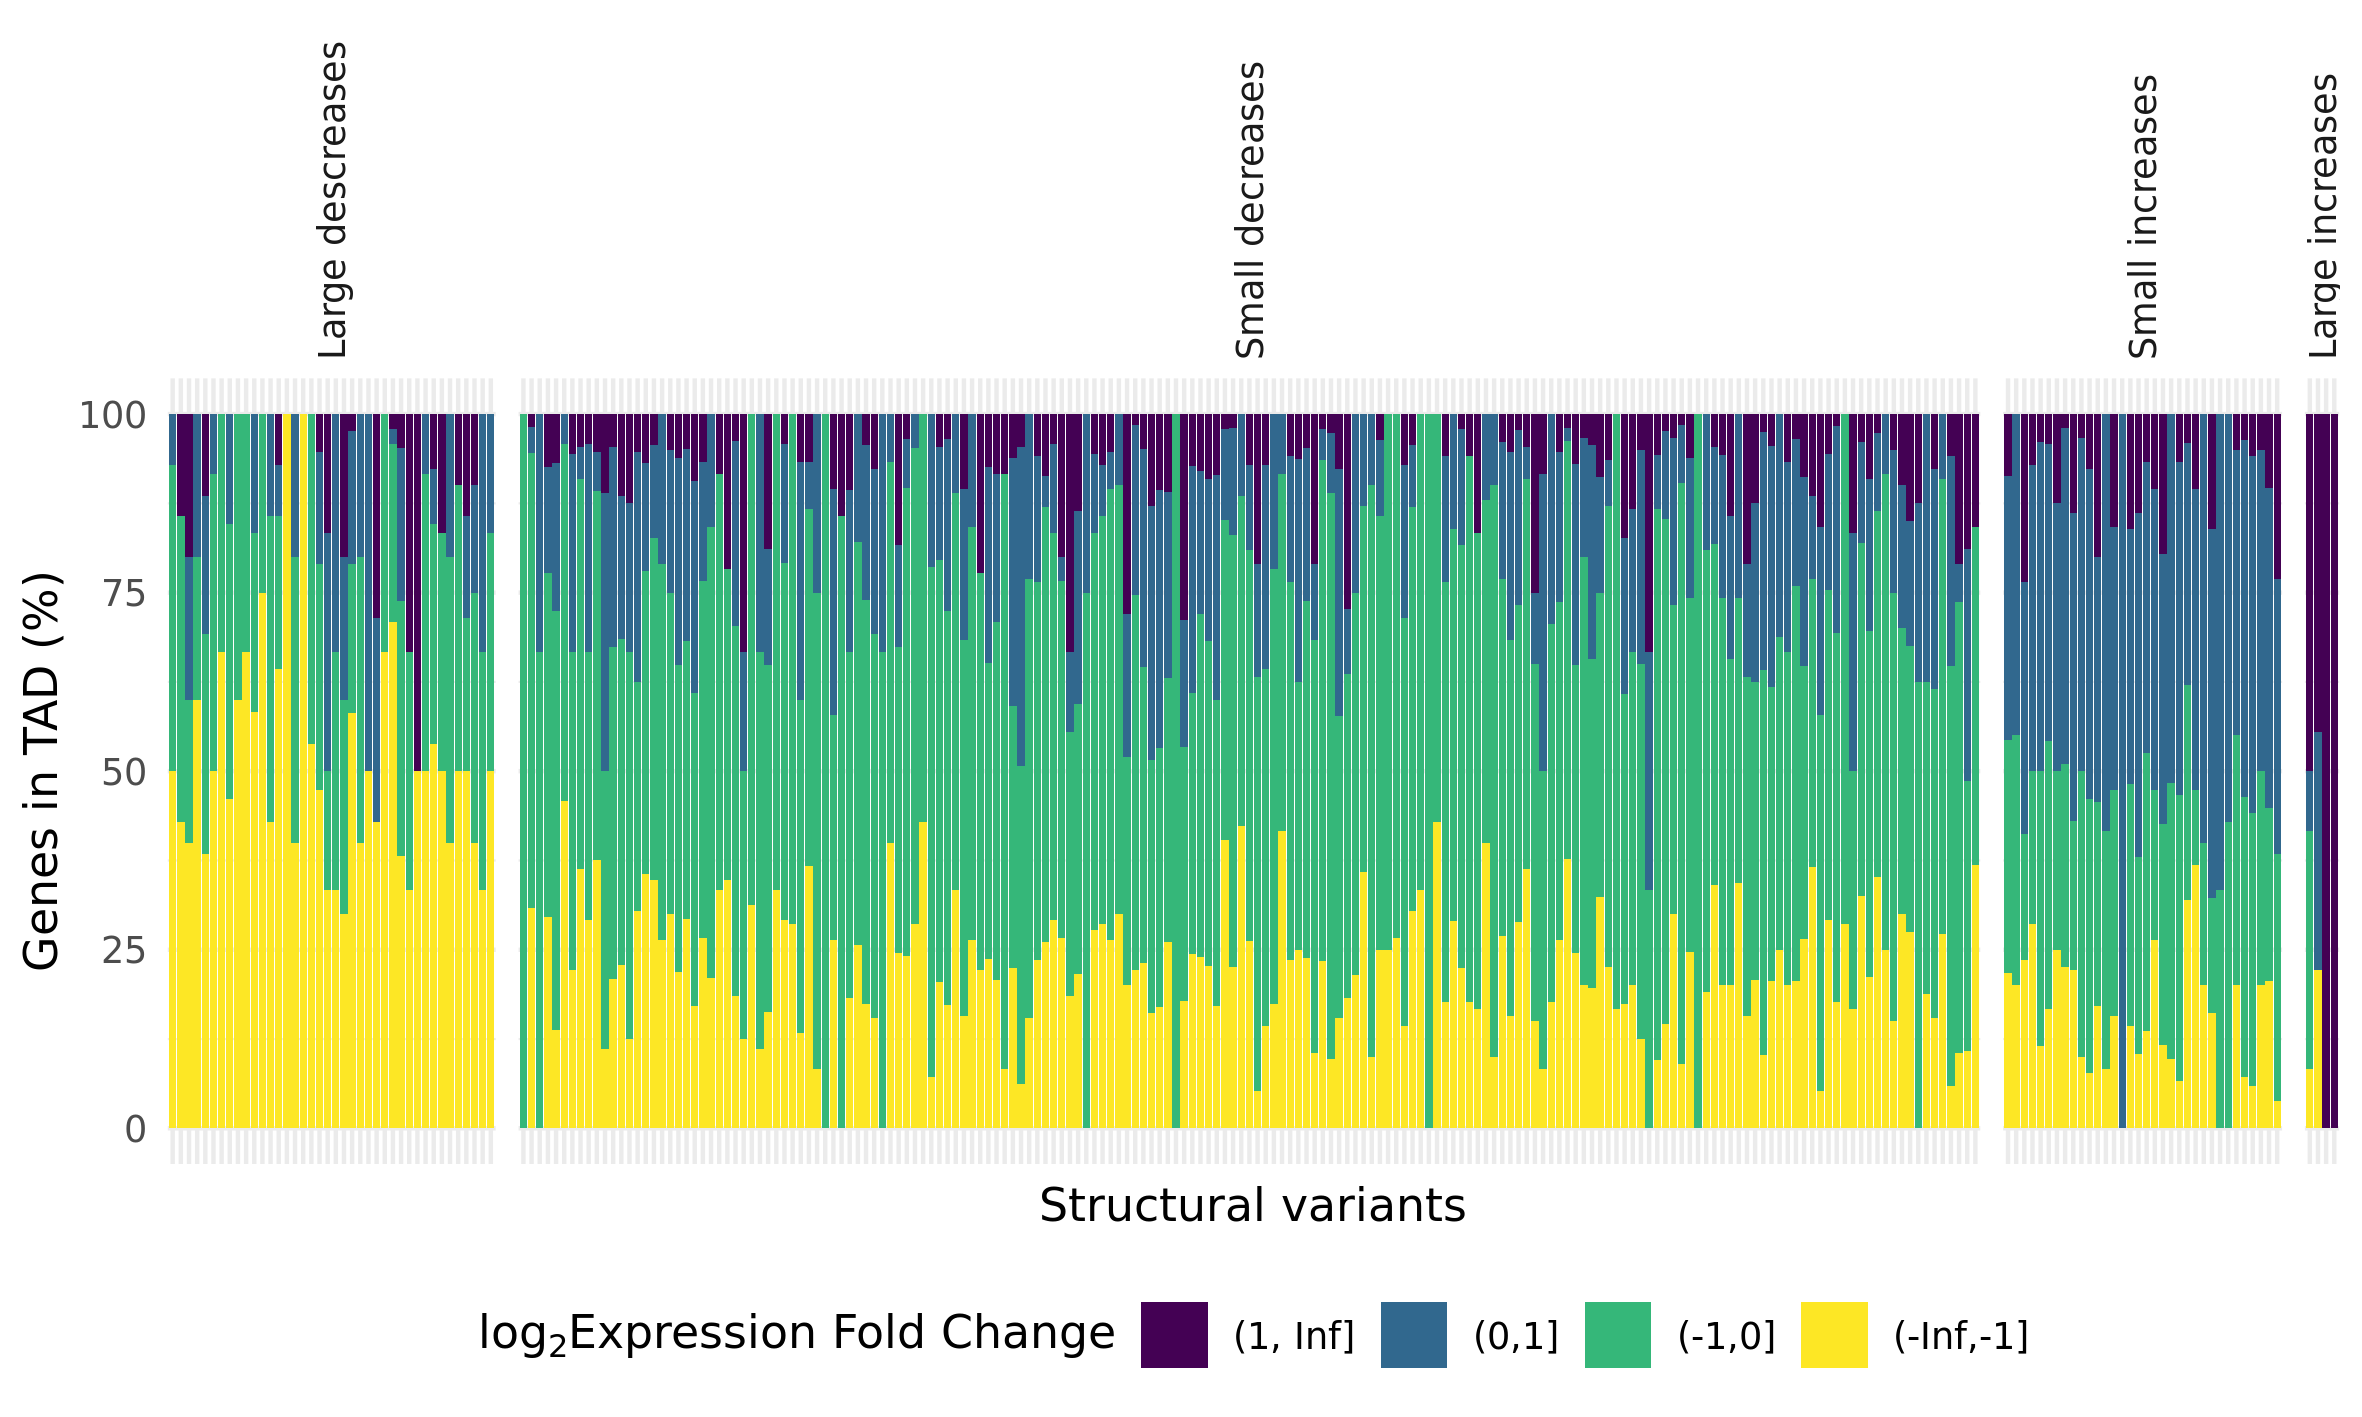 Large descreases
Small decreases
Small increases
Large increases
Genes in TAD (%)
100
75
50
25
0
Structural variants
log₂Expression Fold Change (1, Inf] (0,1] (-1,0] (-Inf,-1]